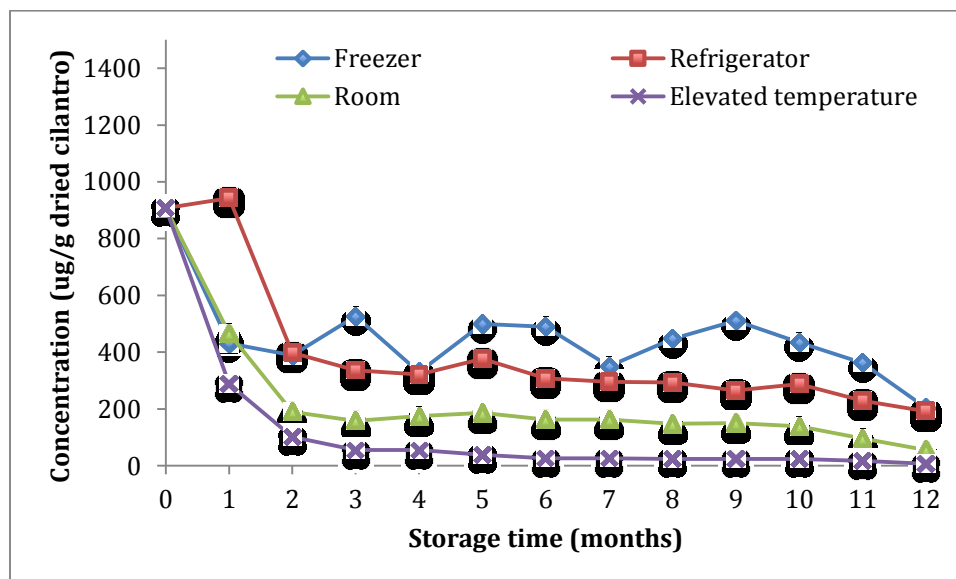 Freezer Refrigerator
Room Elevated temperature
1400
1200
1000
800
600
400
200
0
Concentration (ug/g dried cilantro)
0 1 2 3 4 5 6 7 8 9 10 11 12
Storage time (months)